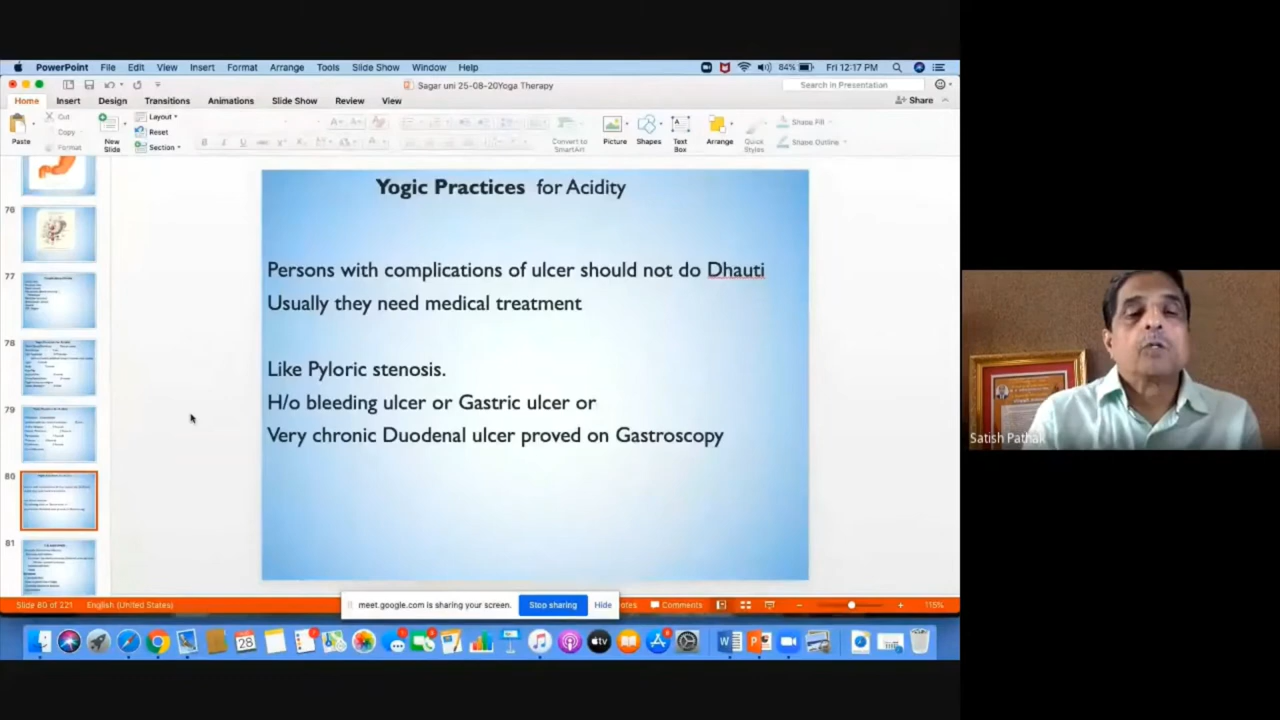 PowerPoint File Edit View Insert Format Arrange Tools Slide Show Window Help 84% Fri 12:17 PM
Sagar uni 25-08-20Yoga Therapy
Search in Presentation
Home Insert Design Transitions Animations Slide Show Review View Share
Paste
Cut
Copy
Format
New Slide
Layout
Reset
Section
Convert to SmartArt
Picture
Shapes
Text Box
Arrange
Quick Styles
Shape Fill
Shape Outline
77
78
79
80
81
Yogic Practices for Acidity
Persons with complications of ulcer should not do Dhauti
Usually they need medical treatment
Like Pyloric stenosis.
H/o bleeding ulcer or Gastric ulcer or
Very chronic Duodenal ulcer proved on Gastroscopy
Satish Pathak
Slide 80 of 221 English (United States)
meet.google.com is sharing your screen. Stop sharing Hide
Comments
115%
28
tv